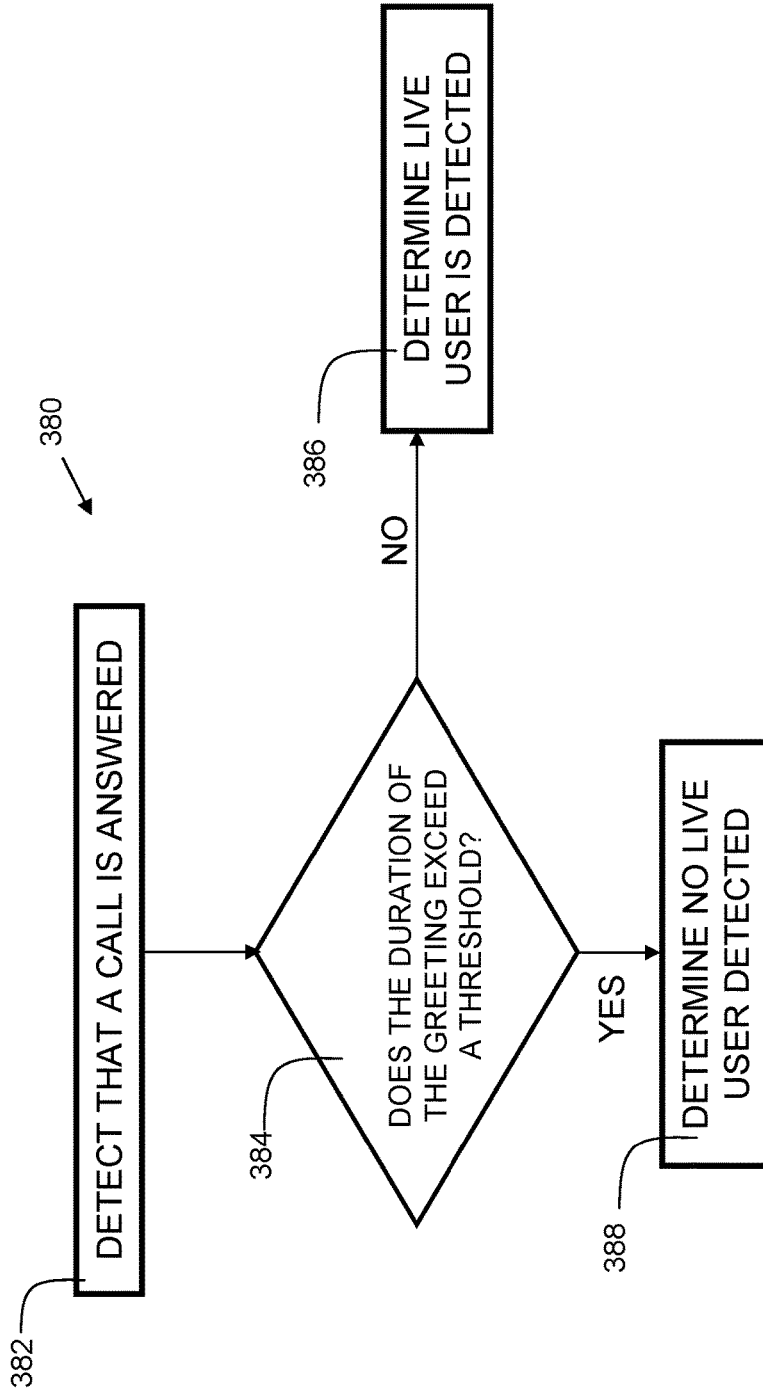 380
382
DETECT THAT A CALL IS ANSWERED
384
DOES THE DURATION OF
THE GREETING EXCEED
A THRESHOLD?
NO
386
DETERMINE LIVE
USER IS DETECTED
YES
388
DETERMINE NO LIVE
USER DETECTED